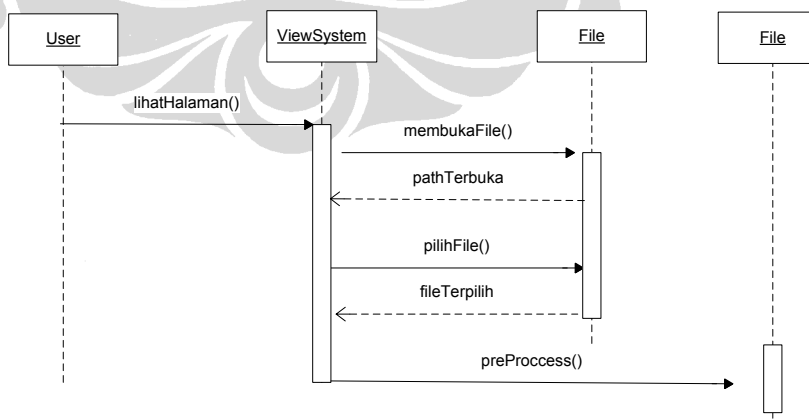 User
ViewSystem
File
File
lihatHalaman()
membukaFile()
pathTerbuka
pilihFile()
fileTerpilih
preProccess()